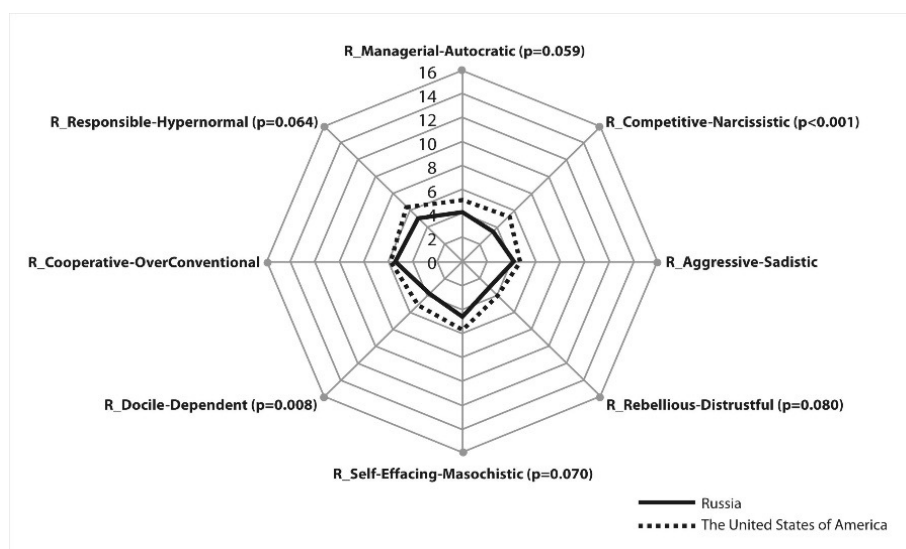 R_Managerial-Autocratic (p=0.059)
16
R_Responsible-Hypernormal (p=0.064)
R_Competitive-Narcissistic (p<0.001)
14
12
10
8
6
4
2
R_Cooperative-OverConventional
0
R_Aggressive-Sadistic
R_Docile-Dependent (p=0.008)
R_Rebellious-Distrustful (p=0.080)
R_Self-Effacing-Masochistic (p=0.070)
Russia
The United States of America